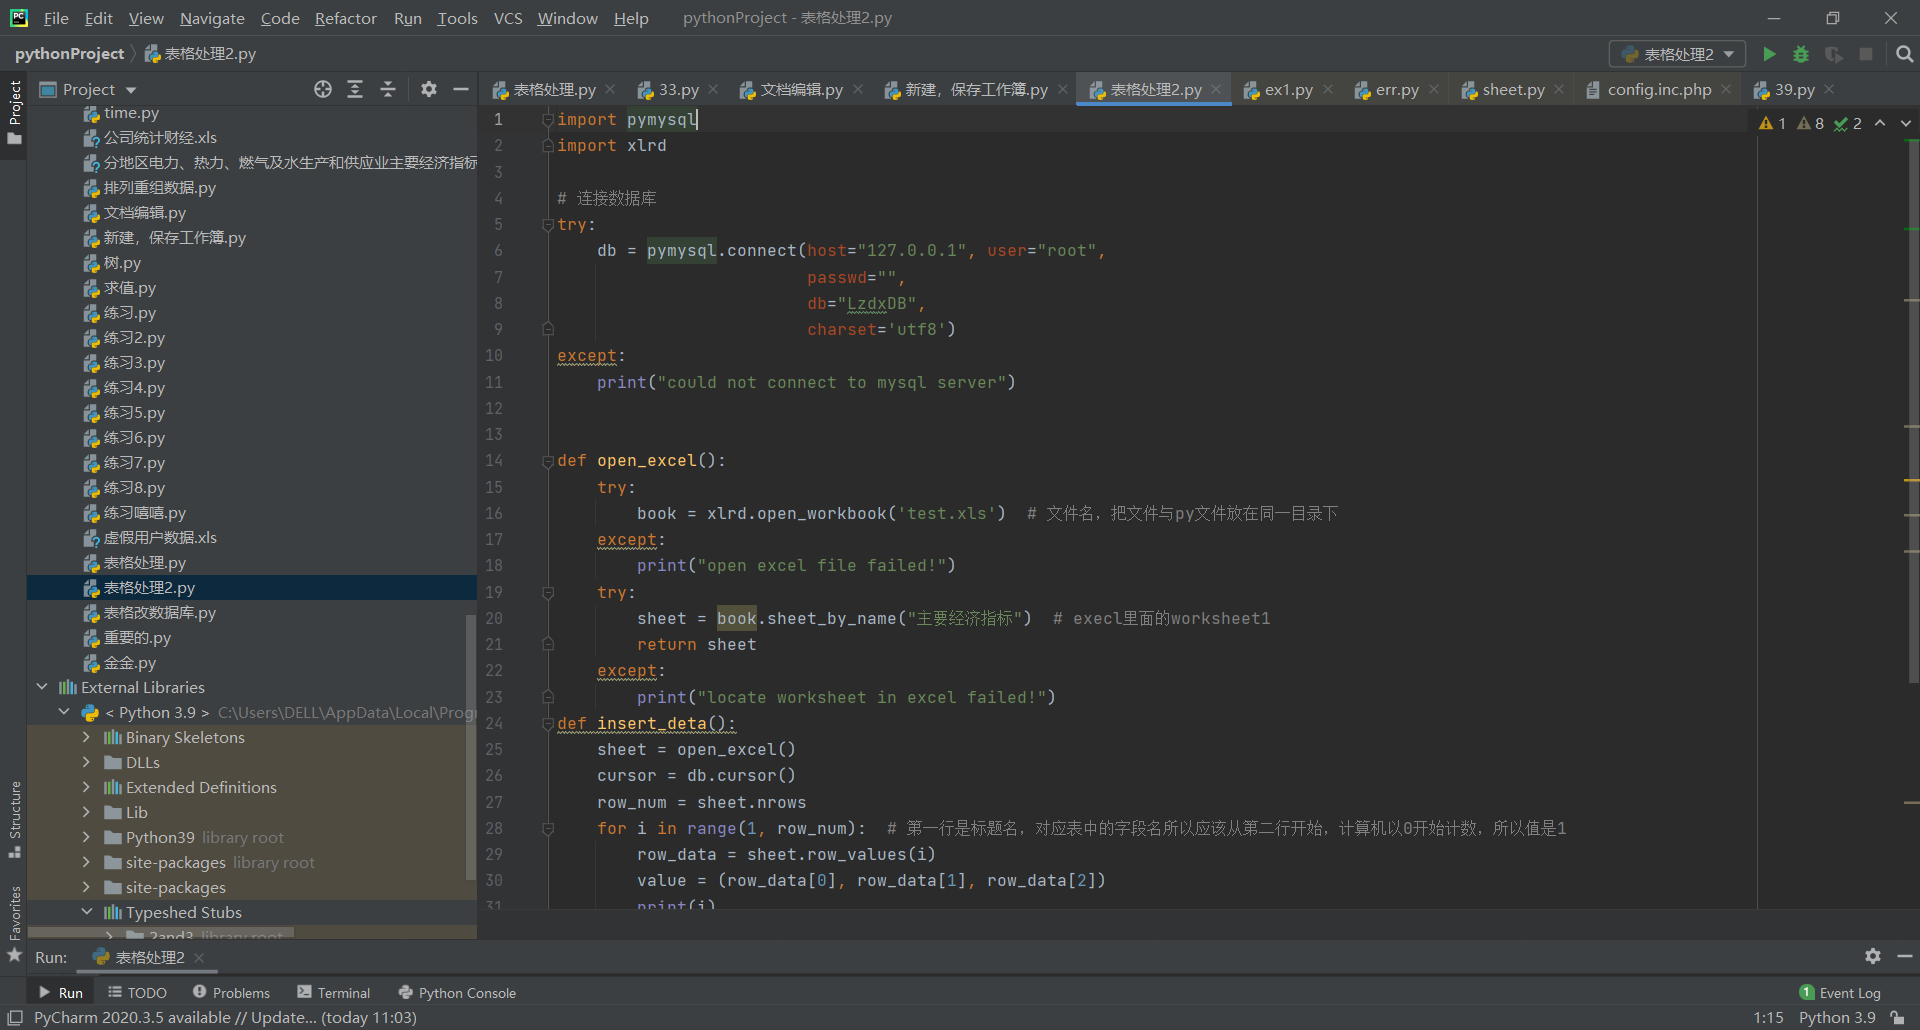 File Edit View Navigate Code Refactor Run Tools VCS Window Help pythonProject - 表格处理2.py
pythonProject 表格处理2.py 表格处理2
Project
Project
表格处理.py 33.py 文档编辑.py 新建，保存工作簿.py 表格处理2.py ex1.py err.py sheet.py config.inc.php 39.py
time.py
公司统计财经.xls
分地区电力、热力、燃气及水生产和供应业主要经济指标
排列重组数据.py
文档编辑.py
新建，保存工作簿.py
树.py
求值.py
练习.py
练习2.py
练习3.py
练习4.py
练习5.py
练习6.py
练习7.py
练习8.py
练习嘻嘻.py
虚假用户数据.xls
表格处理.py
表格处理2.py
表格改数据库.py
重要的.py
金金.py
External Libraries
< Python 3.9 > C:\Users\DELL\AppData\Local\Progr
Binary Skeletons
DLLs
Extended Definitions
Lib
Python39 library root
site-packages library root
site-packages
Typeshed Stubs
2and3 library root
Structure
Favorites
1 8 2
1 import pymysql
2 import xlrd
3
4 # 连接数据库
5 try:
6 db = pymysql.connect(host="127.0.0.1", user="root",
7 passwd="",
8 db="LzdxDB",
9 charset='utf8')
10 except:
11 print("could not connect to mysql server")
12
13
14 def open_excel():
15 try:
16 book = xlrd.open_workbook('test.xls') # 文件名，把文件与py文件放在同一目录下
17 except:
18 print("open excel file failed!")
19 try:
20 sheet = book.sheet_by_name("主要经济指标") # execl里面的worksheet1
21 return sheet
22 except:
23 print("locate worksheet in excel failed!")
24 def insert_deta():
25 sheet = open_excel()
26 cursor = db.cursor()
27 row_num = sheet.nrows
28 for i in range(1, row_num): # 第一行是标题名，对应表中的字段名所以应该从第二行开始，计算机以0开始计数，所以值是1
29 row_data = sheet.row_values(i)
30 value = (row_data[0], row_data[1], row_data[2])
31 print(i)
Run: 表格处理2
Run TODO Problems Terminal Python Console 1 Event Log
PyCharm 2020.3.5 available // Update... (today 11:03) 1:15 Python 3.9